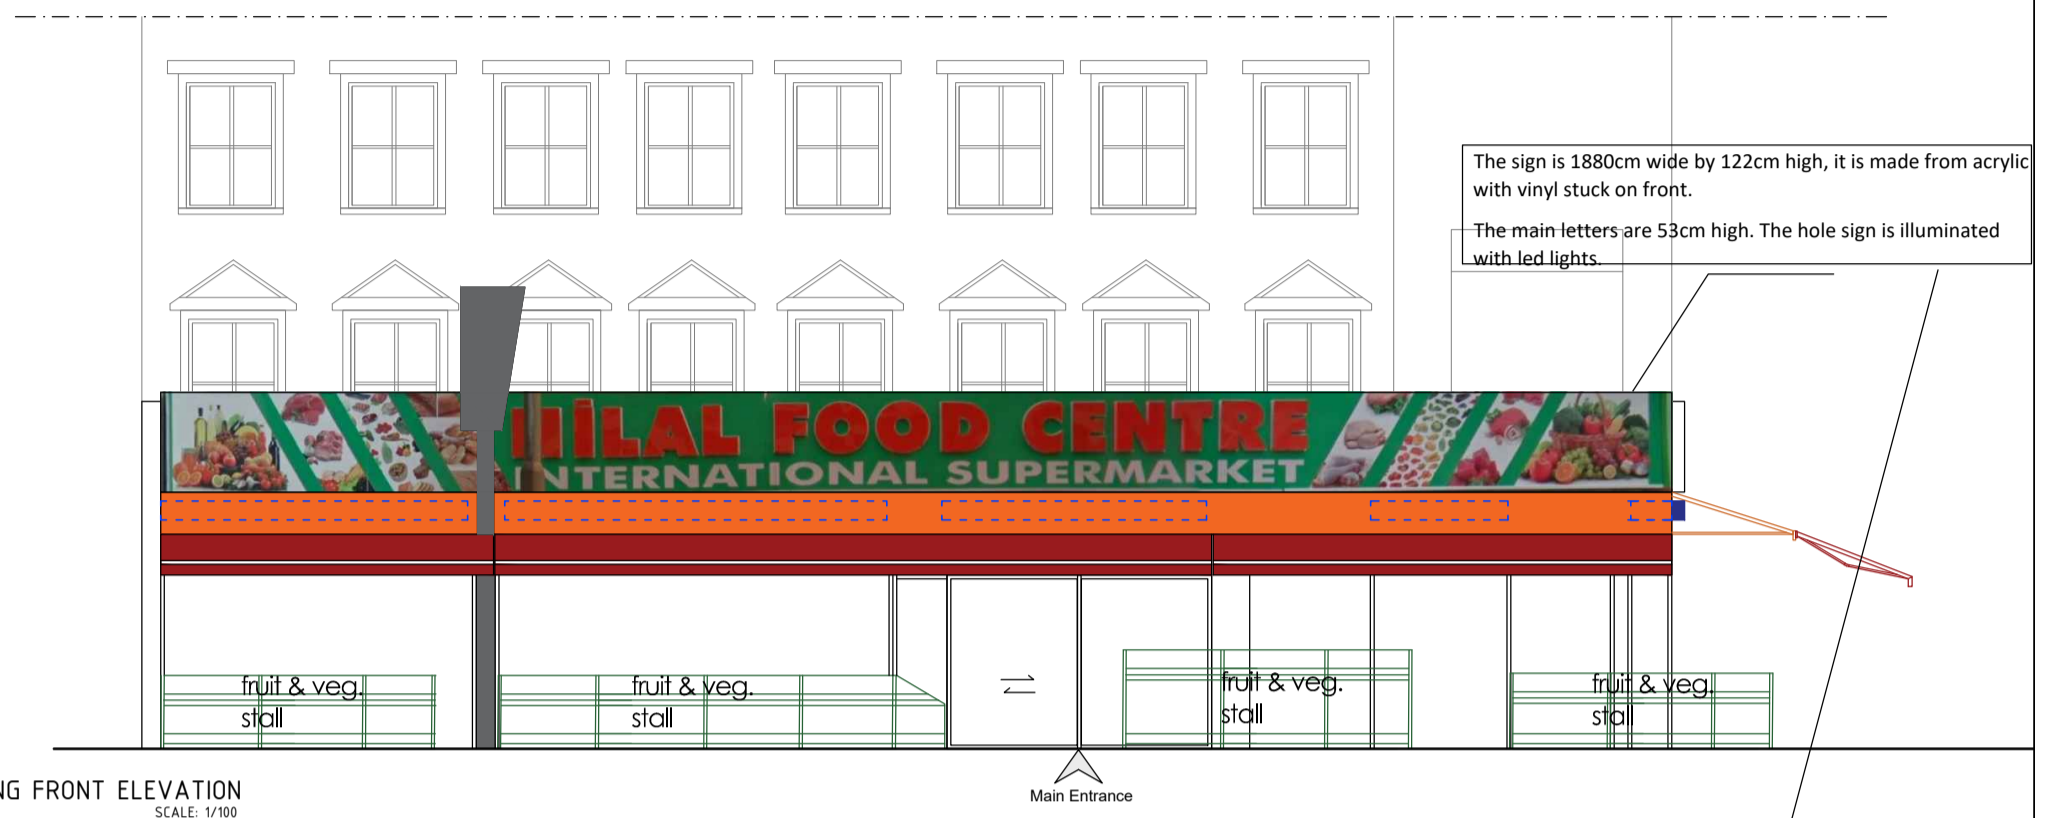 The sign is 1880cm wide by 122cm high, it is made from acrylic
with vinyl stuck on front.
The main letters are 53cm high. The hole sign is illuminated
with led lights.
HİLAL FOOD CENTRE
INTERNATIONAL SUPERMARKET
fruit & veg.
stall
fruit & veg.
stall
fruit & veg.
stall
fruit & veg.
stall
Main Entrance
NG FRONT ELEVATION
SCALE: 1/100